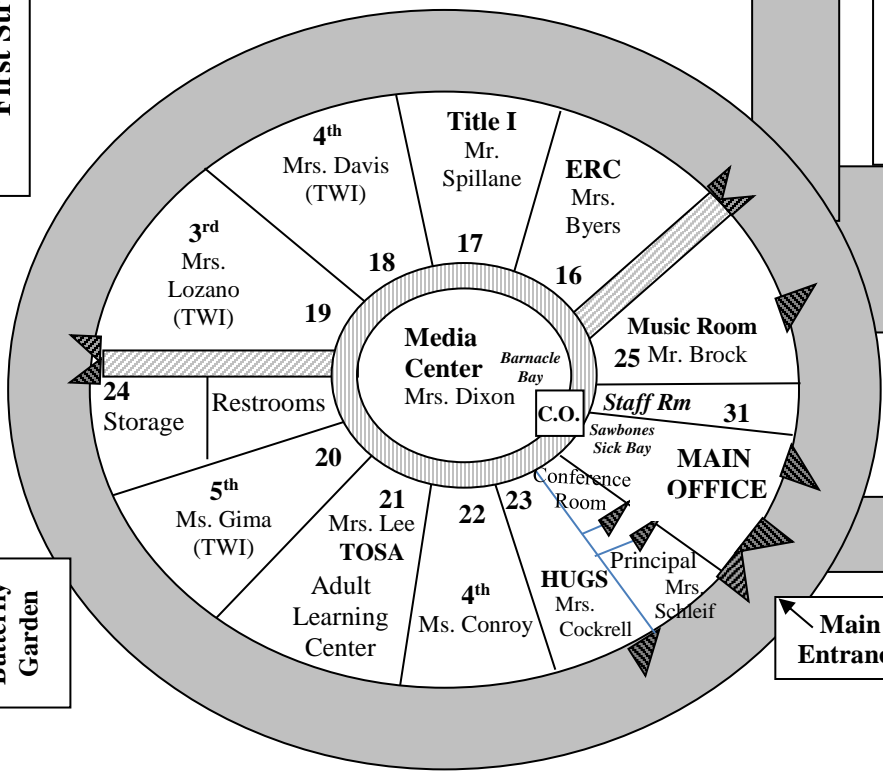 First
4th
Mrs. Davis
(TWI)
18
Title I
Mr.
Spillane
17
ERC
Mrs.
Byers
16
3rd
Mrs.
Lozano
(TWI)
19
Music Room
25 Mr. Brock
Media
Center
Mrs. Dixon
Barnacle
Bay
C.O.
Staff Rm
31
Sawbones
Sick Bay
MAIN
OFFICE
24
Storage
Restrooms
20
5th
Ms. Gima
(TWI)
21
Mrs. Lee
TOSA
Adult
Learning
Center
22
4th
Ms. Conroy
23
Conference
Room
HUGS
Mrs.
Cockrell
Principal
Mrs.
Schleif
Main
Garden